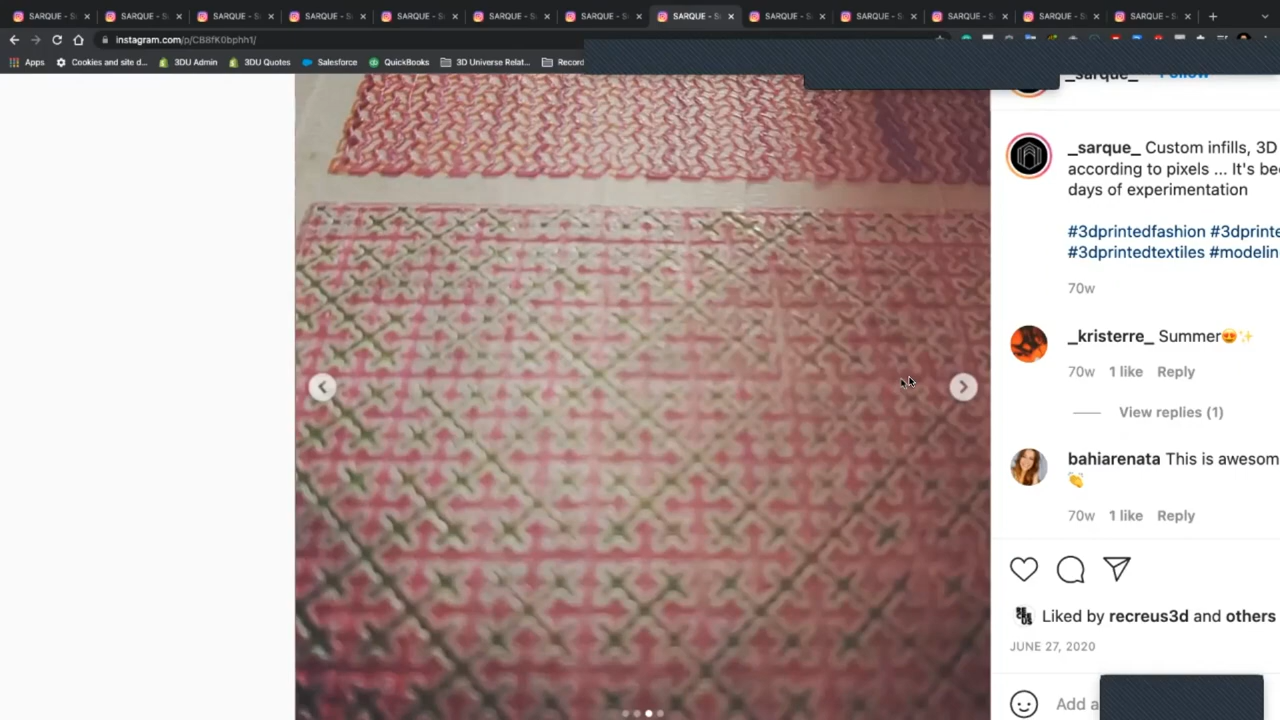 SARQUE - S SARQUE - S SARQUE - S SARQUE - S SARQUE - S SARQUE - S SARQUE - S SARQUE - S SARQUE - S SARQUE - S SARQUE - S SARQUE - S SARQUE - S
instagram.com/p/CB8fK0bphh1/
Apps Cookies and site d... 3DU Admin 3DU Quotes Salesforce QuickBooks 3D Universe Relat... Record
_sarque_ Follow
_sarque_ Custom infills, 3D
according to pixels ... It's bee
days of experimentation
#3dprintedfashion #3dprinte
#3dprintedtextiles #modelin
70w
_kristerre_ Summer😍✨
70w 1 like Reply
View replies (1)
bahiarenata This is awesom
👏
70w 1 like Reply
Liked by recreus3d and others
JUNE 27, 2020
Add a